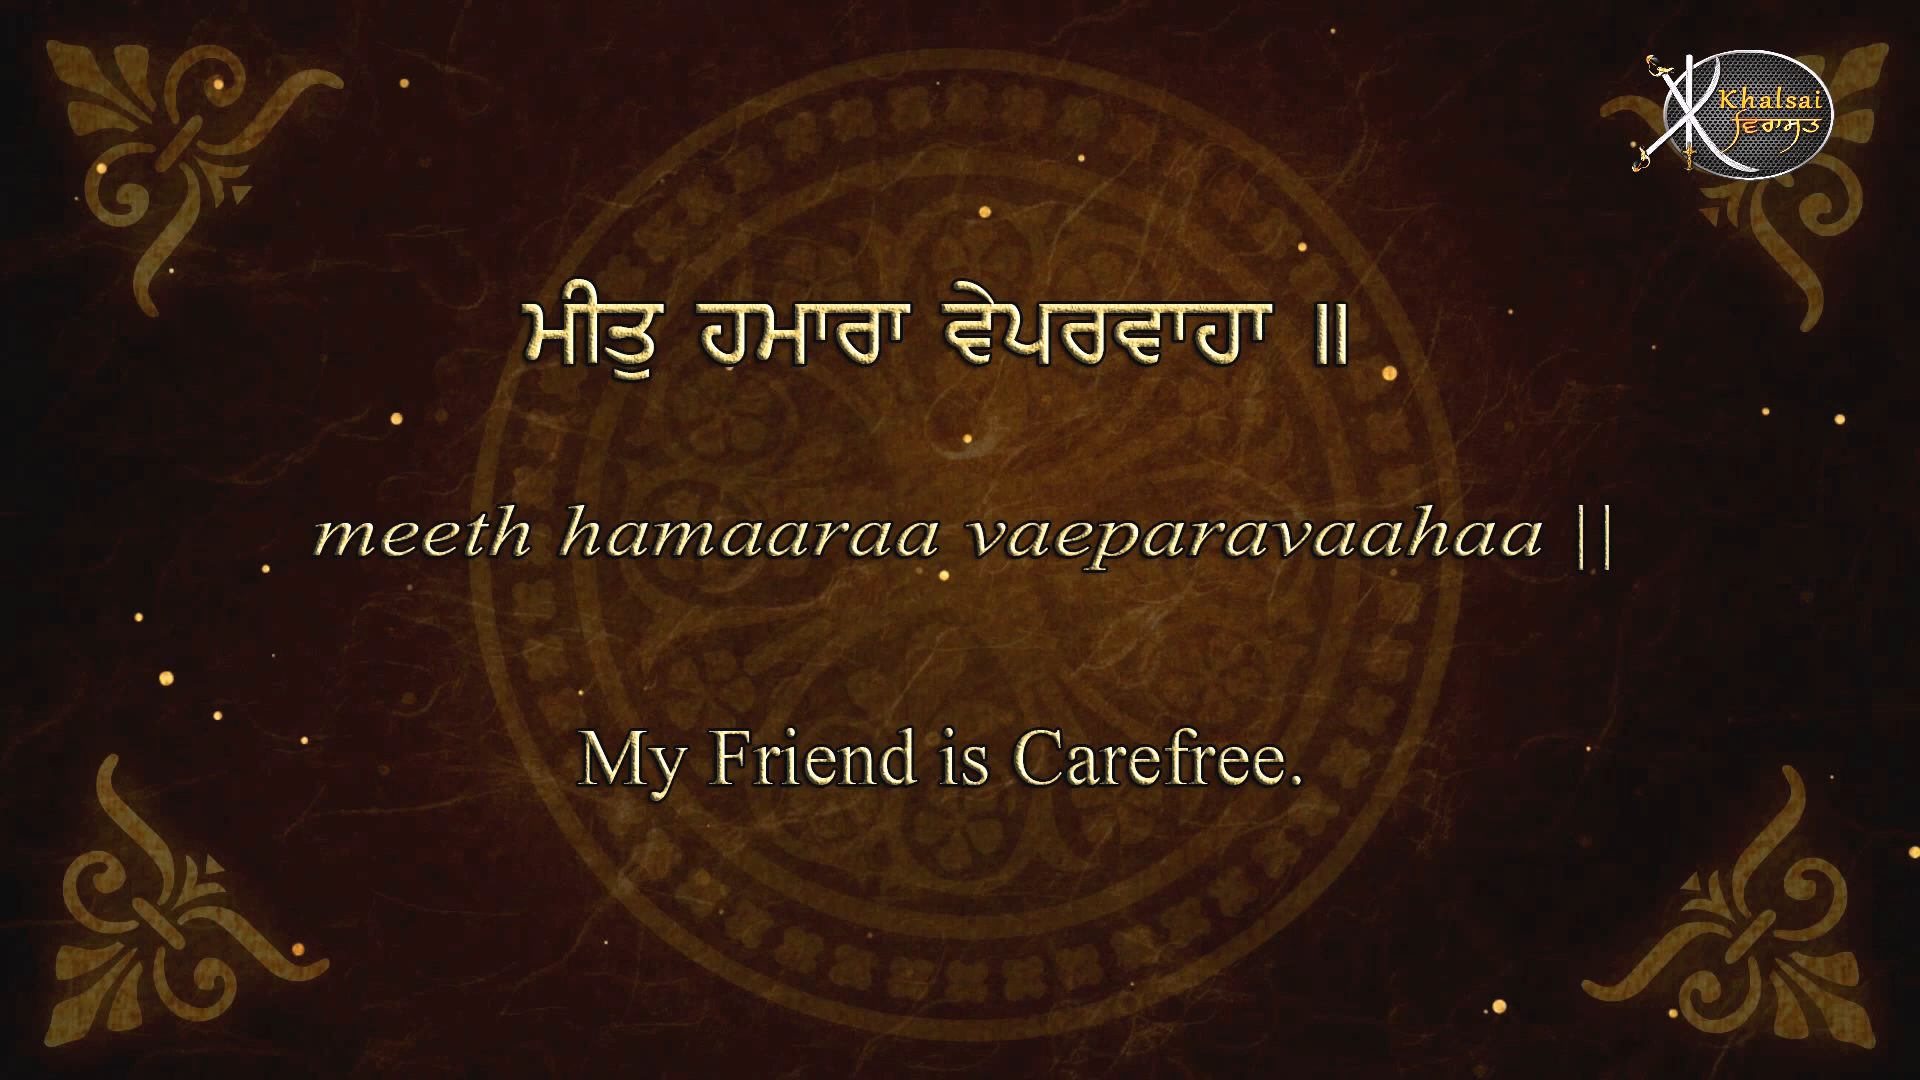 Khalsai
ਵਿਰਾਸਤ
ਮੀਤੁ ਹਮਾਰਾ ਵੇਪਰਵਾਹਾ ॥
meeth hamaaraa vaeparavaahaa ||
My Friend is Carefree.